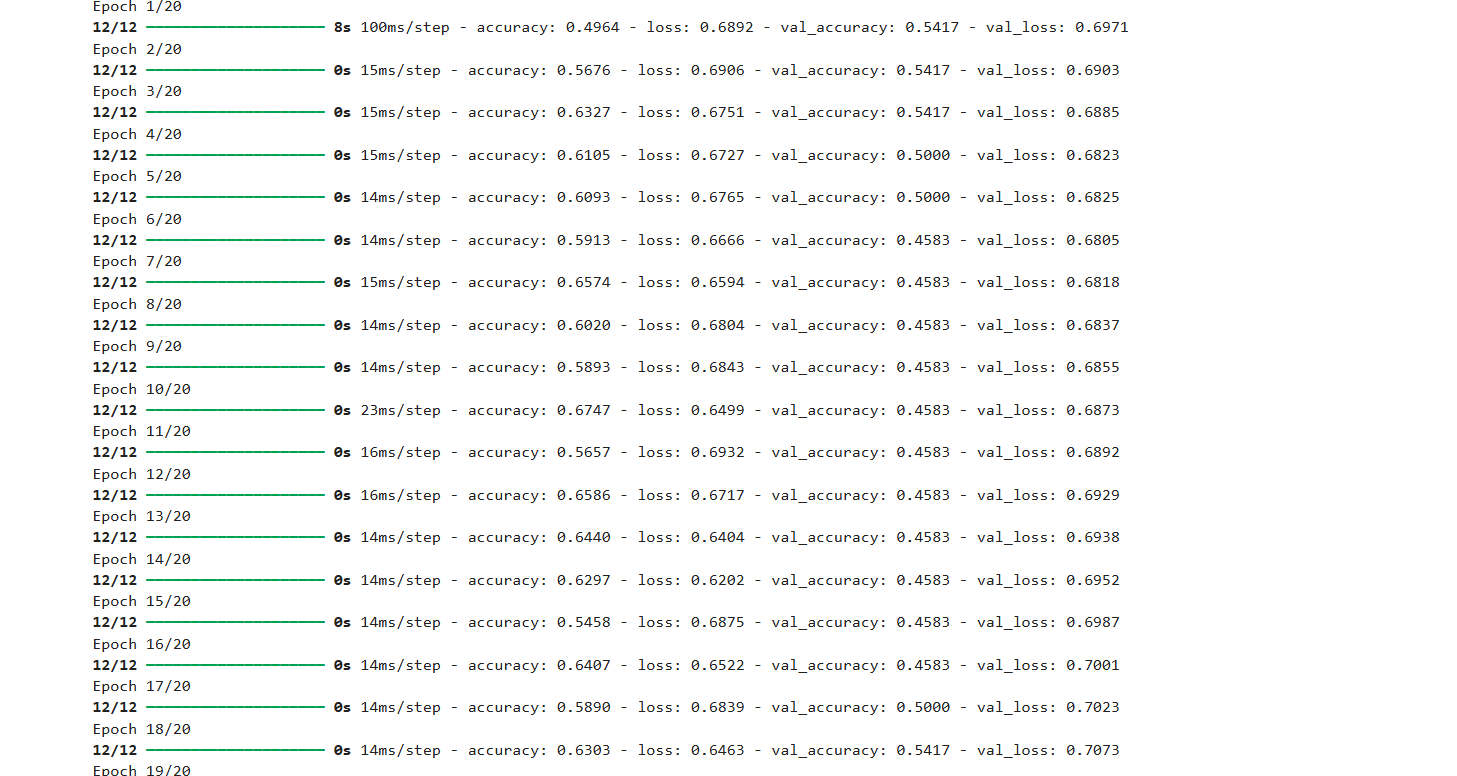 Epoch 1/20
12/12 ━━━━━━━━━━━━━━━━━━━━ 8s 100ms/step - accuracy: 0.4964 - loss: 0.6892 - val_accuracy: 0.5417 - val_loss: 0.6971
Epoch 2/20
12/12 ━━━━━━━━━━━━━━━━━━━━ 0s 15ms/step - accuracy: 0.5676 - loss: 0.6906 - val_accuracy: 0.5417 - val_loss: 0.6903
Epoch 3/20
12/12 ━━━━━━━━━━━━━━━━━━━━ 0s 15ms/step - accuracy: 0.6327 - loss: 0.6751 - val_accuracy: 0.5417 - val_loss: 0.6885
Epoch 4/20
12/12 ━━━━━━━━━━━━━━━━━━━━ 0s 15ms/step - accuracy: 0.6105 - loss: 0.6727 - val_accuracy: 0.5000 - val_loss: 0.6823
Epoch 5/20
12/12 ━━━━━━━━━━━━━━━━━━━━ 0s 14ms/step - accuracy: 0.6093 - loss: 0.6765 - val_accuracy: 0.5000 - val_loss: 0.6825
Epoch 6/20
12/12 ━━━━━━━━━━━━━━━━━━━━ 0s 14ms/step - accuracy: 0.5913 - loss: 0.6666 - val_accuracy: 0.4583 - val_loss: 0.6805
Epoch 7/20
12/12 ━━━━━━━━━━━━━━━━━━━━ 0s 15ms/step - accuracy: 0.6574 - loss: 0.6594 - val_accuracy: 0.4583 - val_loss: 0.6818
Epoch 8/20
12/12 ━━━━━━━━━━━━━━━━━━━━ 0s 14ms/step - accuracy: 0.6020 - loss: 0.6804 - val_accuracy: 0.4583 - val_loss: 0.6837
Epoch 9/20
12/12 ━━━━━━━━━━━━━━━━━━━━ 0s 14ms/step - accuracy: 0.5893 - loss: 0.6843 - val_accuracy: 0.4583 - val_loss: 0.6855
Epoch 10/20
12/12 ━━━━━━━━━━━━━━━━━━━━ 0s 23ms/step - accuracy: 0.6747 - loss: 0.6499 - val_accuracy: 0.4583 - val_loss: 0.6873
Epoch 11/20
12/12 ━━━━━━━━━━━━━━━━━━━━ 0s 16ms/step - accuracy: 0.5657 - loss: 0.6932 - val_accuracy: 0.4583 - val_loss: 0.6892
Epoch 12/20
12/12 ━━━━━━━━━━━━━━━━━━━━ 0s 16ms/step - accuracy: 0.6586 - loss: 0.6717 - val_accuracy: 0.4583 - val_loss: 0.6929
Epoch 13/20
12/12 ━━━━━━━━━━━━━━━━━━━━ 0s 14ms/step - accuracy: 0.6440 - loss: 0.6404 - val_accuracy: 0.4583 - val_loss: 0.6938
Epoch 14/20
12/12 ━━━━━━━━━━━━━━━━━━━━ 0s 14ms/step - accuracy: 0.6297 - loss: 0.6202 - val_accuracy: 0.4583 - val_loss: 0.6952
Epoch 15/20
12/12 ━━━━━━━━━━━━━━━━━━━━ 0s 14ms/step - accuracy: 0.5458 - loss: 0.6875 - val_accuracy: 0.4583 - val_loss: 0.6987
Epoch 16/20
12/12 ━━━━━━━━━━━━━━━━━━━━ 0s 14ms/step - accuracy: 0.6407 - loss: 0.6522 - val_accuracy: 0.4583 - val_loss: 0.7001
Epoch 17/20
12/12 ━━━━━━━━━━━━━━━━━━━━ 0s 14ms/step - accuracy: 0.5890 - loss: 0.6839 - val_accuracy: 0.5000 - val_loss: 0.7023
Epoch 18/20
12/12 ━━━━━━━━━━━━━━━━━━━━ 0s 14ms/step - accuracy: 0.6303 - loss: 0.6463 - val_accuracy: 0.5417 - val_loss: 0.7073
Epoch 19/20